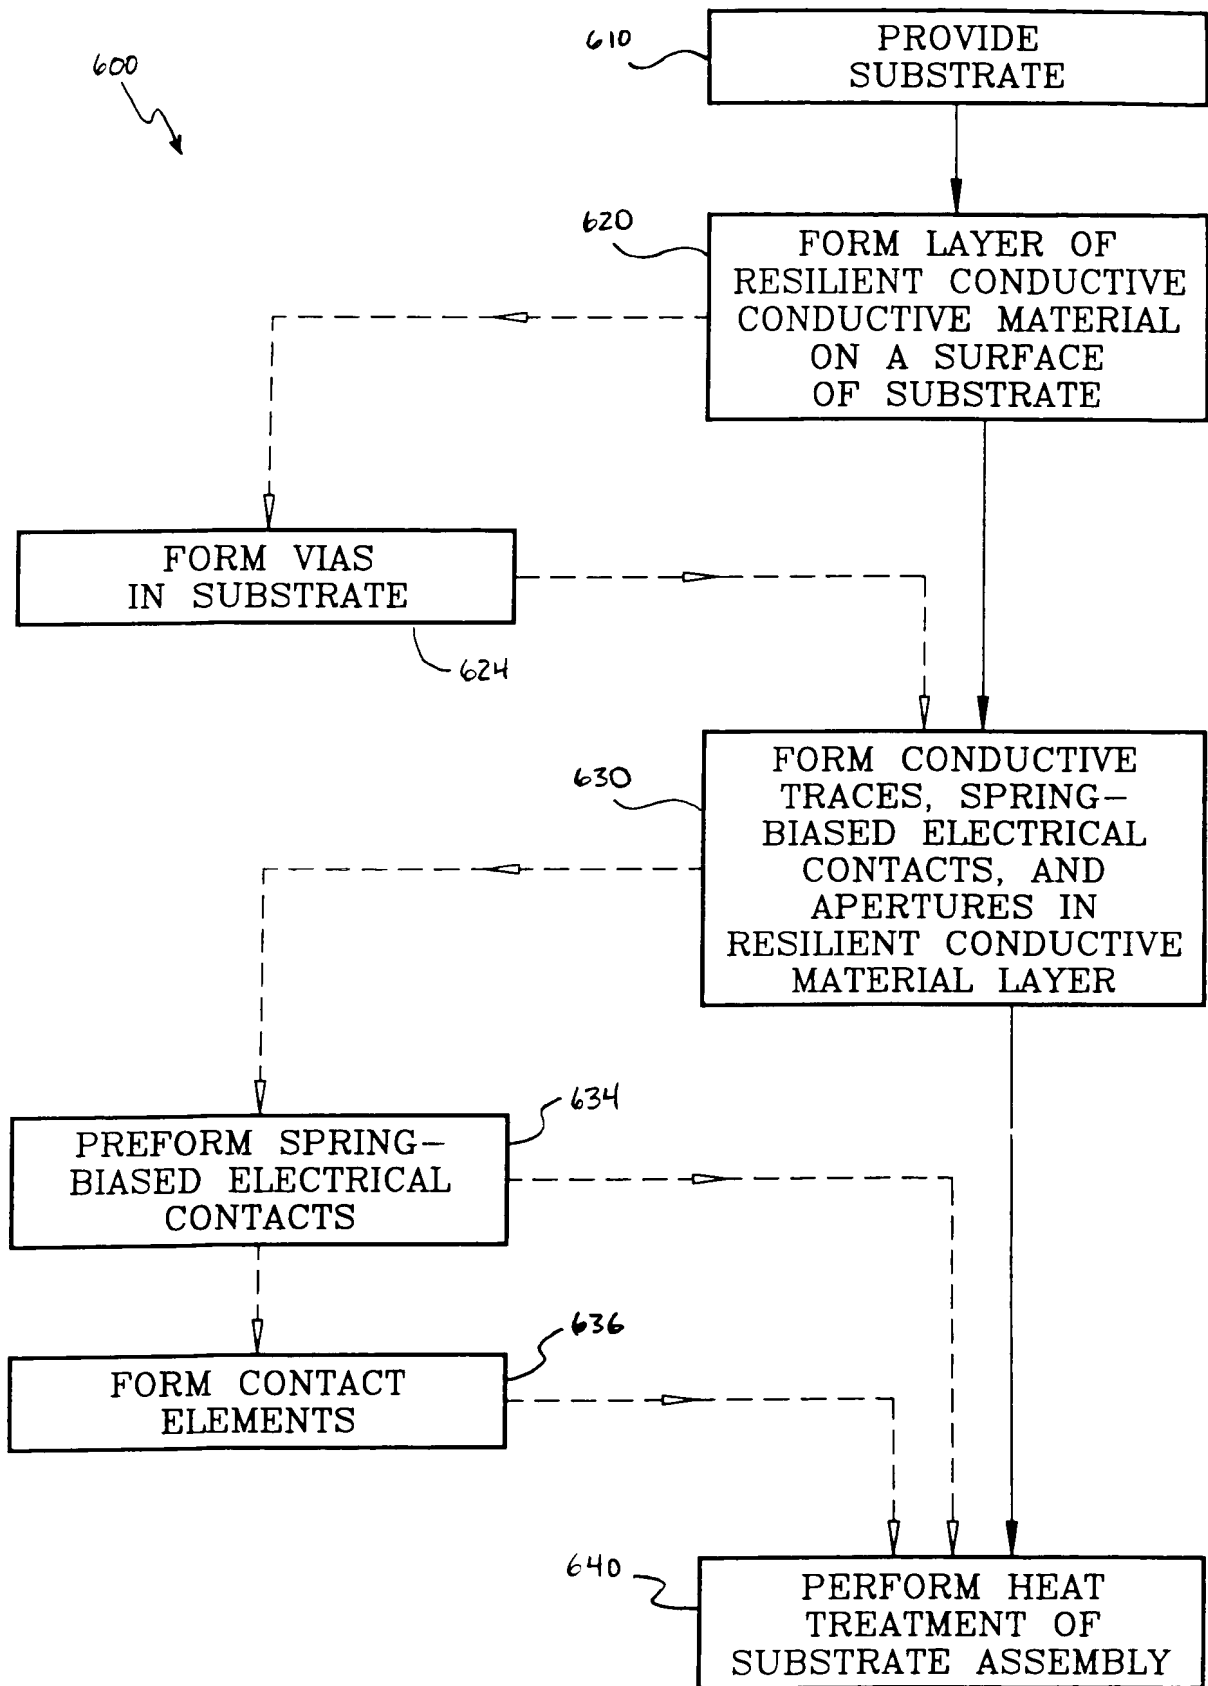 600
610
PROVIDE
SUBSTRATE
620
FORM LAYER OF
RESILIENT CONDUCTIVE
CONDUCTIVE MATERIAL
ON A SURFACE
OF SUBSTRATE
FORM VIAS
IN SUBSTRATE
624
630
FORM CONDUCTIVE
TRACES, SPRING-
BIASED ELECTRICAL
CONTACTS, AND
APERTURES IN
RESILIENT CONDUCTIVE
MATERIAL LAYER
634
PREFORM SPRING-
BIASED ELECTRICAL
CONTACTS
636
FORM CONTACT
ELEMENTS
640
PERFORM HEAT
TREATMENT OF
SUBSTRATE ASSEMBLY